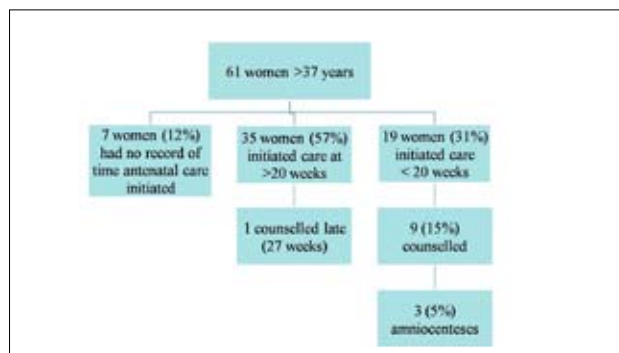 61 women >37 years
7 women (12%)
had no record of
time antenatal care
initiated
35 women (57%)
initiated care at
>20 weeks
19 women (31%)
initiated care
< 20 weeks
1 counselled late
(27 weeks)
9 (15%)
counselled
3 (5%)
amniocenteses